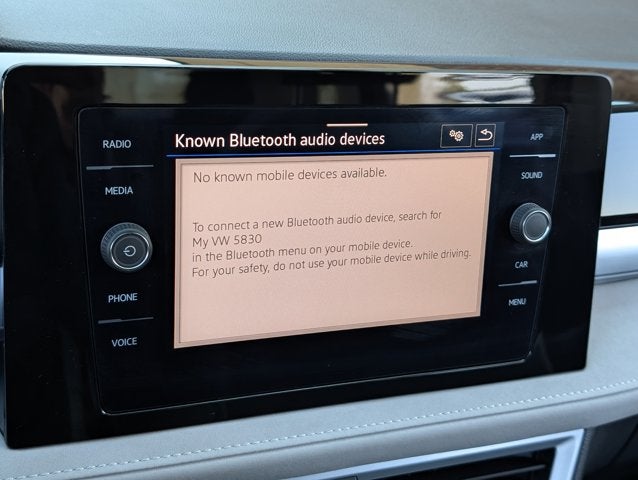 Known Bluetooth audio devices
No known mobile devices available.
To connect a new Bluetooth audio device, search for
My VW 5830
in the Bluetooth menu on your mobile device.
For your safety, do not use your mobile device while driving.
RADIO
MEDIA
PHONE
VOICE
APP
SOUND
CAR
MENU